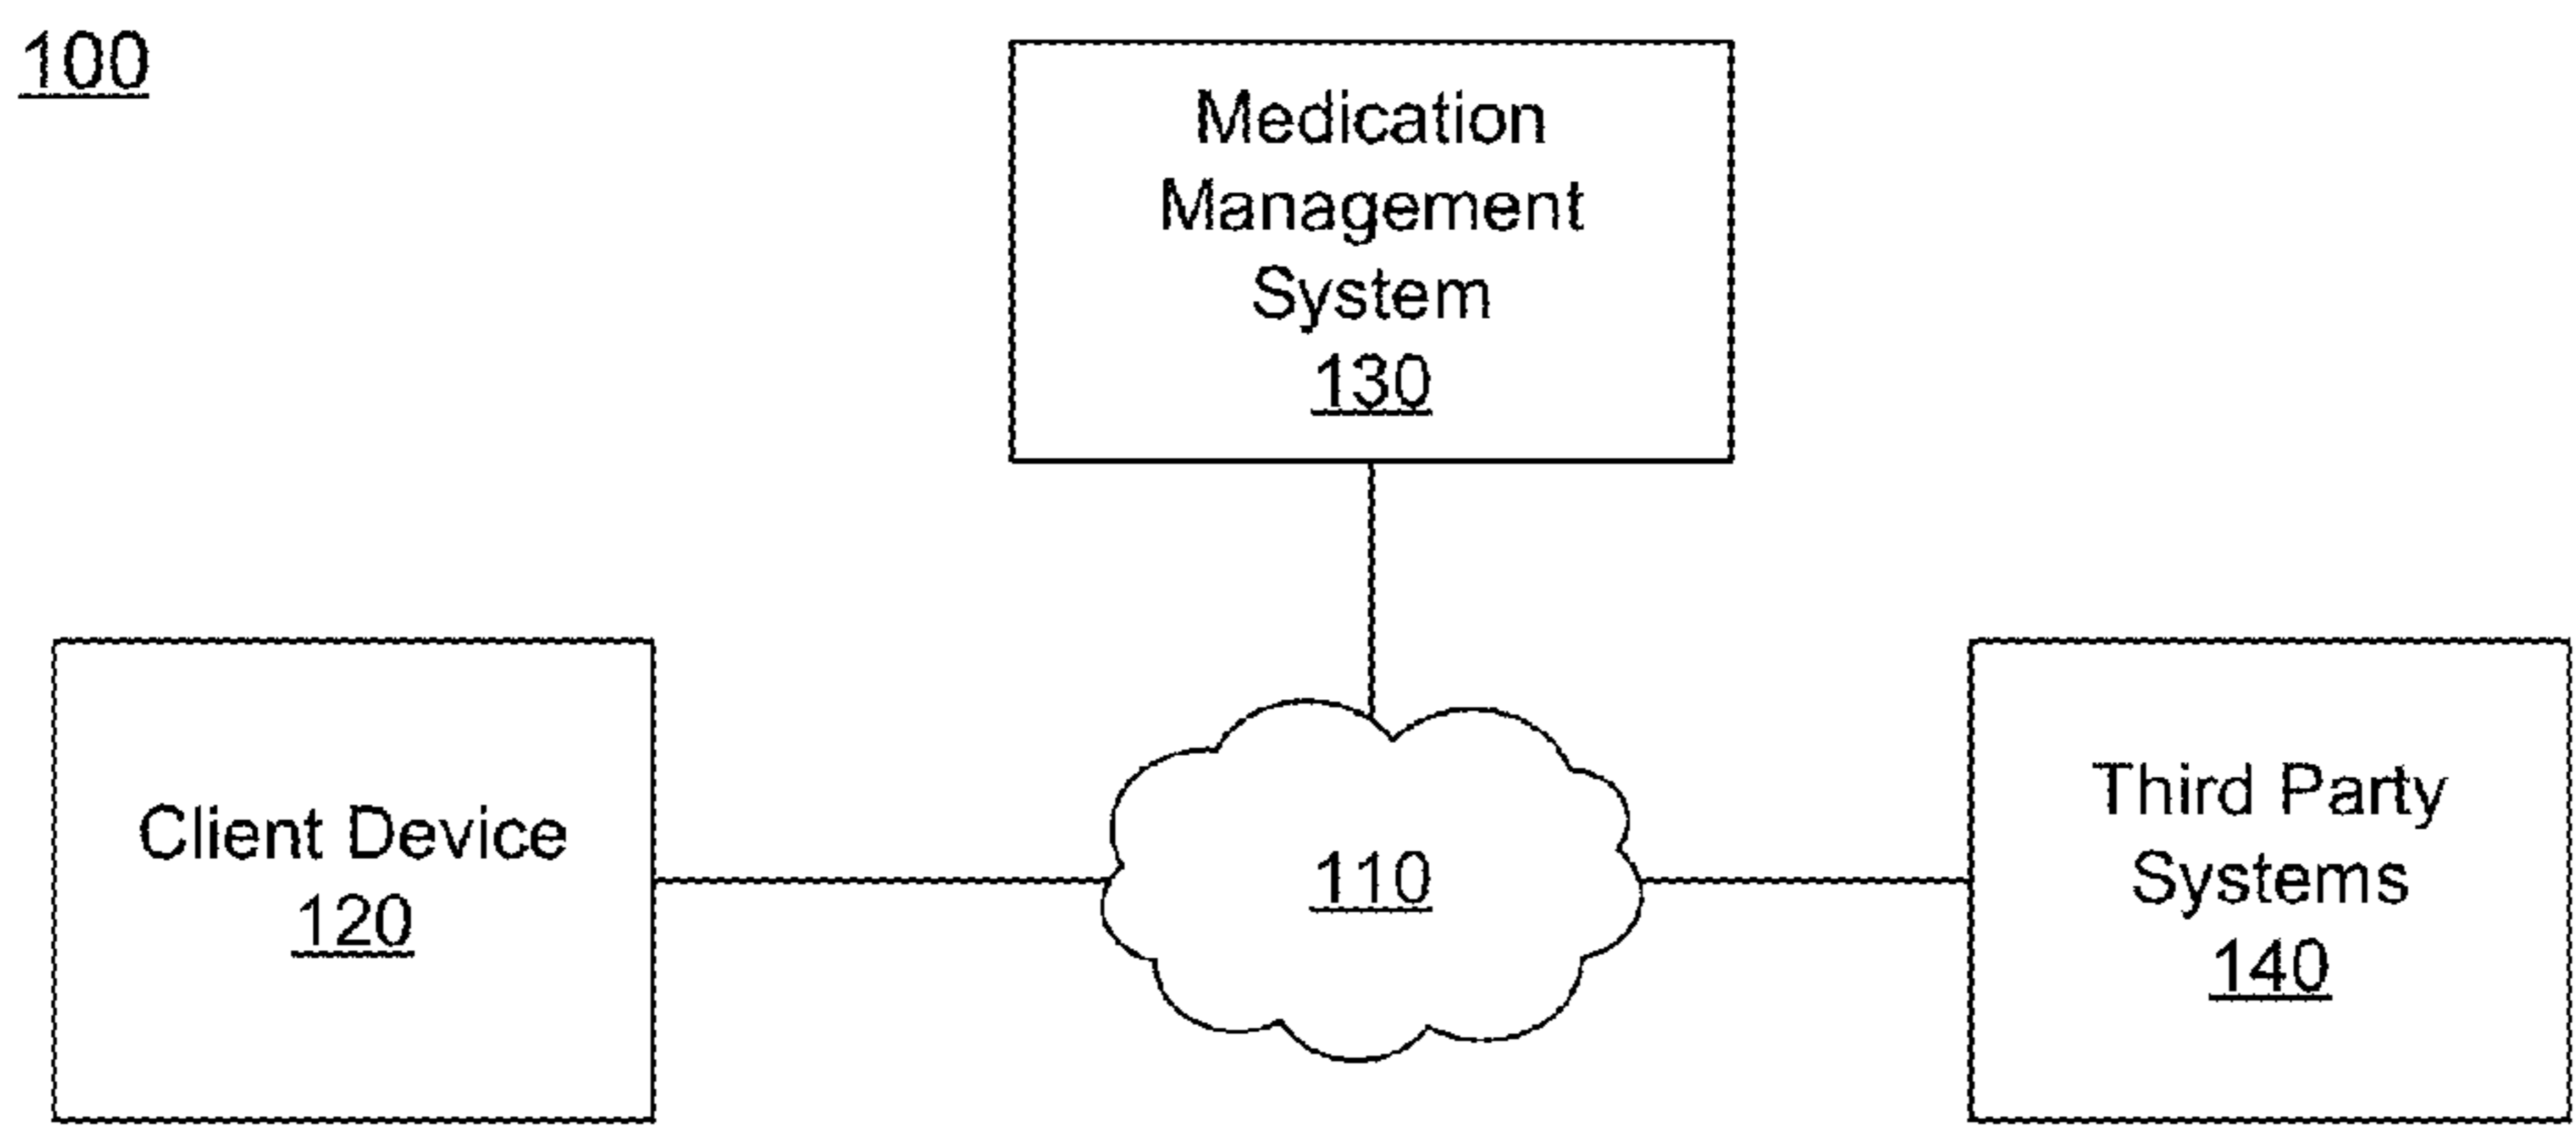 100
Medication
Management
System
130
Client Device
120
110
Third Party
Systems
140